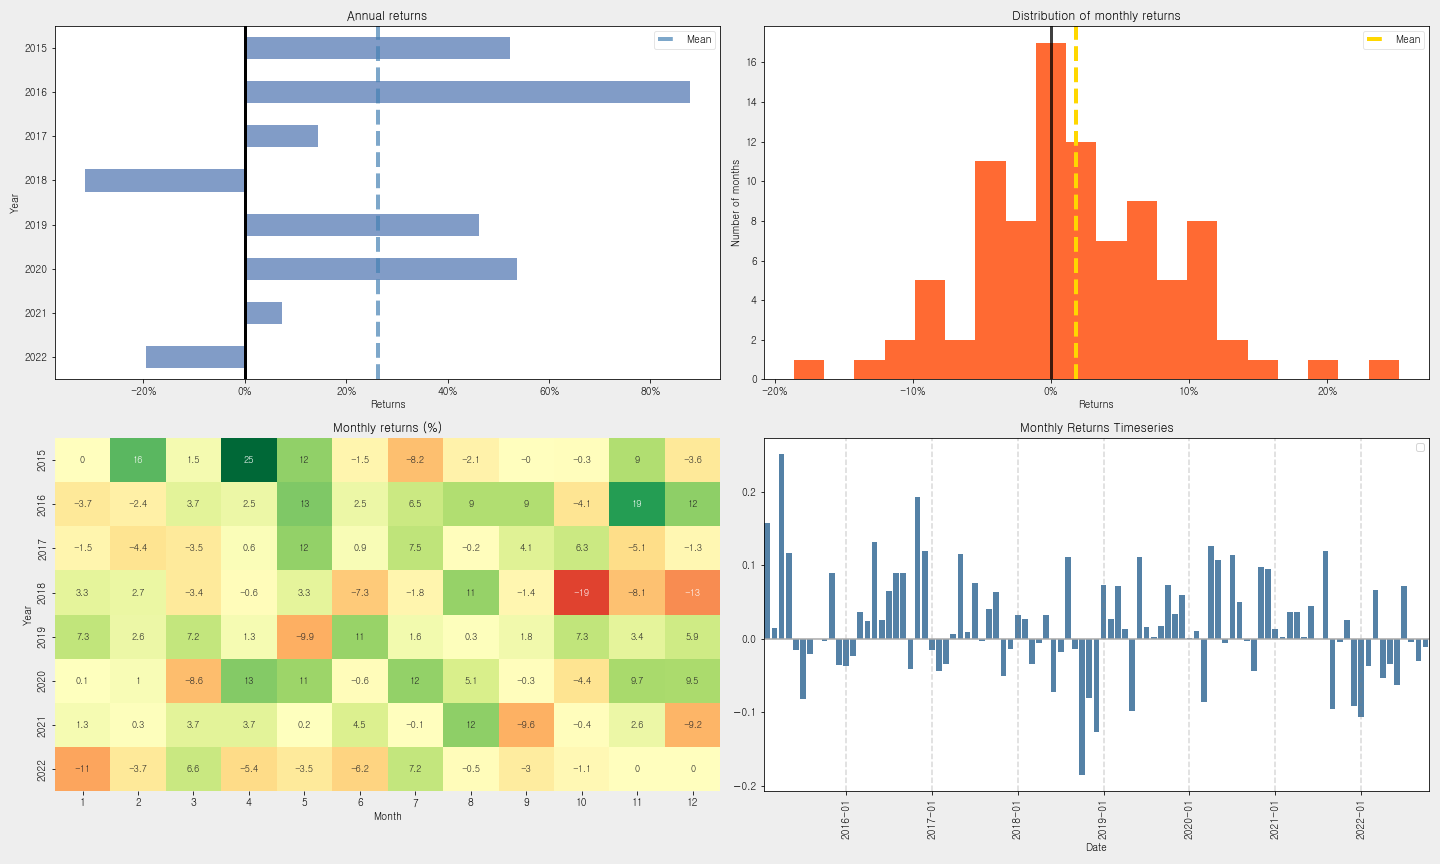 Annual returns
Mean
2015
2016
2017
2018
2019
2020
2021
2022
Year
−20% 0% 20% 40% 60% 80%
Returns
Distribution of monthly returns
Mean
16
14
12
10
8
6
4
2
0
Number of months
−20% −10% 0% 10% 20%
Returns
Monthly returns (%)
2015 0 16 1.5 25 12 −1.5 −8.2 −2.1 −0 −0.3 9 −3.6
2016 −3.7 −2.4 3.7 2.5 13 2.5 6.5 9 9 −4.1 19 12
2017 −1.5 −4.4 −3.5 0.6 12 0.9 7.5 −0.2 4.1 6.3 −5.1 −1.3
2018 3.3 2.7 −3.4 −0.6 3.3 −7.3 −1.8 11 −1.4 −19 −8.1 −13
2019 7.3 2.6 7.2 1.3 −9.9 11 1.6 0.3 1.8 7.3 3.4 5.9
2020 0.1 1 −8.6 13 11 −0.6 12 5.1 −0.3 −4.4 9.7 9.5
2021 1.3 0.3 3.7 3.7 0.2 4.5 −0.1 12 −9.6 −0.4 2.6 −9.2
2022 −11 −3.7 6.6 −5.4 −3.5 −6.2 7.2 −0.5 −3 −1.1 0 0
Year
1 2 3 4 5 6 7 8 9 10 11 12
Month
Monthly Returns Timeseries
0.2
0.1
0.0
−0.1
−0.2
2016-01 2017-01 2018-01 2019-01 2020-01 2021-01 2022-01
Date